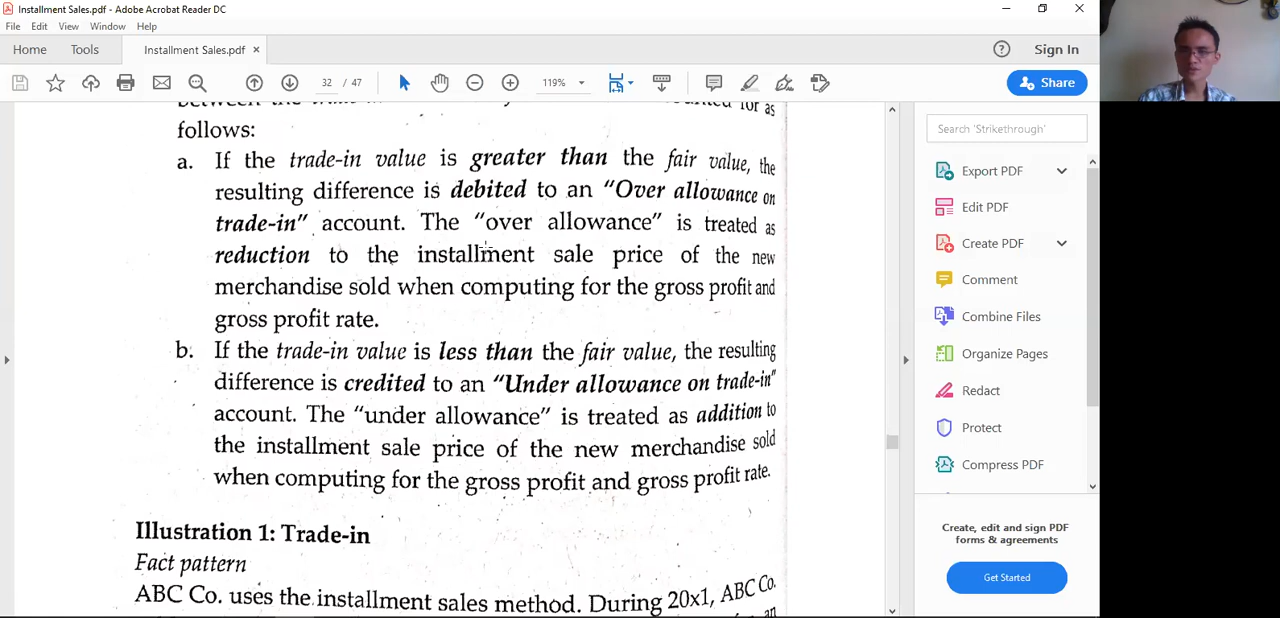 Installment Sales.pdf - Adobe Acrobat Reader DC
File Edit View Window Help
Home Tools Installment Sales.pdf ×
Sign In
32 / 47
119%
Share
follows:
a. If the trade-in value is greater than the fair value, the
resulting difference is debited to an "Over allowance on
trade-in" account. The "over allowance" is treated as
reduction to the installment sale price of the new
merchandise sold when computing for the gross profit and
gross profit rate.
b. If the trade-in value is less than the fair value, the resulting
difference is credited to an "Under allowance on trade-in"
account. The "under allowance" is treated as addition to
the installment sale price of the new merchandise sold
when computing for the gross profit and gross profit rate.
Illustration 1: Trade-in
Fact pattern
ABC Co. uses the installment sales method. During 20x1, ABC Co.
Search 'Strikethrough'
Export PDF
Edit PDF
Create PDF
Comment
Combine Files
Organize Pages
Redact
Protect
Compress PDF
Create, edit and sign PDF
forms & agreements
Get Started